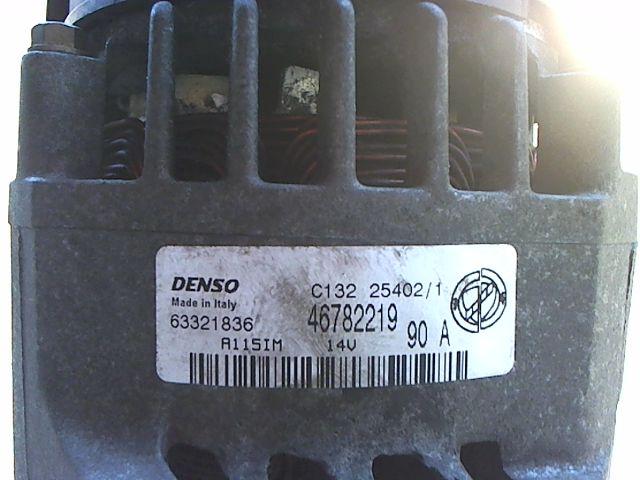 DENSO C132 25402/1
Made in Italy
63321836 46782219
A115IM 14V 90 A